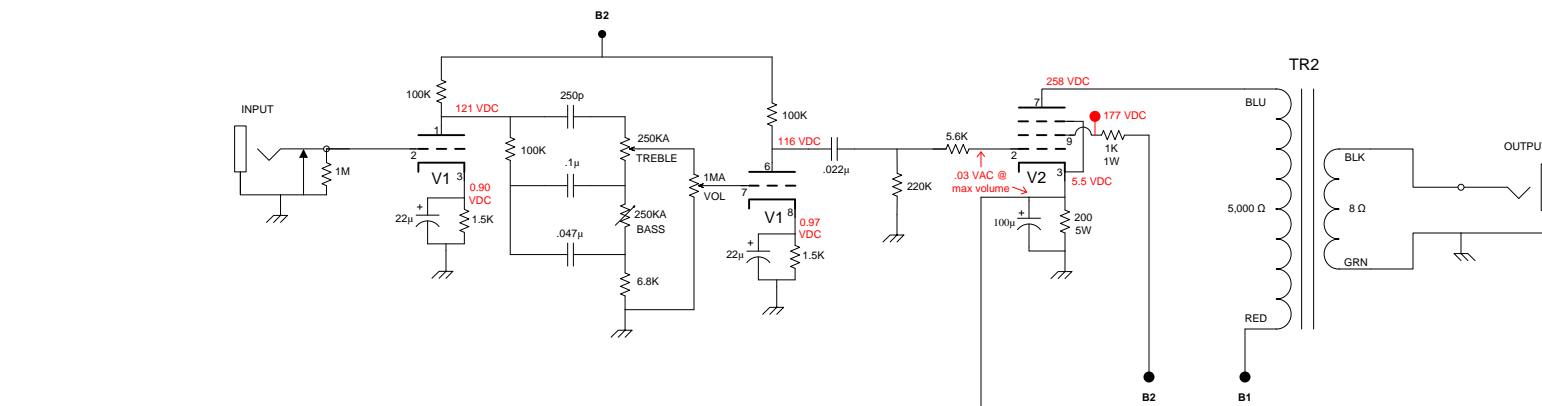 B2
TR2
INPUT
100K
121 VDC
250p
100K
258 VDC
BLU
177 VDC
1
2
V1
3
1M
0.90
VDC
22µ
+
1.5K
100K
.1µ
.047µ
250KA
TREBLE
250KA
BASS
6.8K
1MA
VOL
116 VDC
6
7
V1
8
0.97
VDC
22µ
+
1.5K
.022µ
220K
5.6K
.03 VAC @
max volume
7
9
2
V2
3
1K
1W
5.5 VDC
100µ
+
200
5W
5,000 Ω
8 Ω
BLK
GRN
RED
OUTPUT
B2
B1